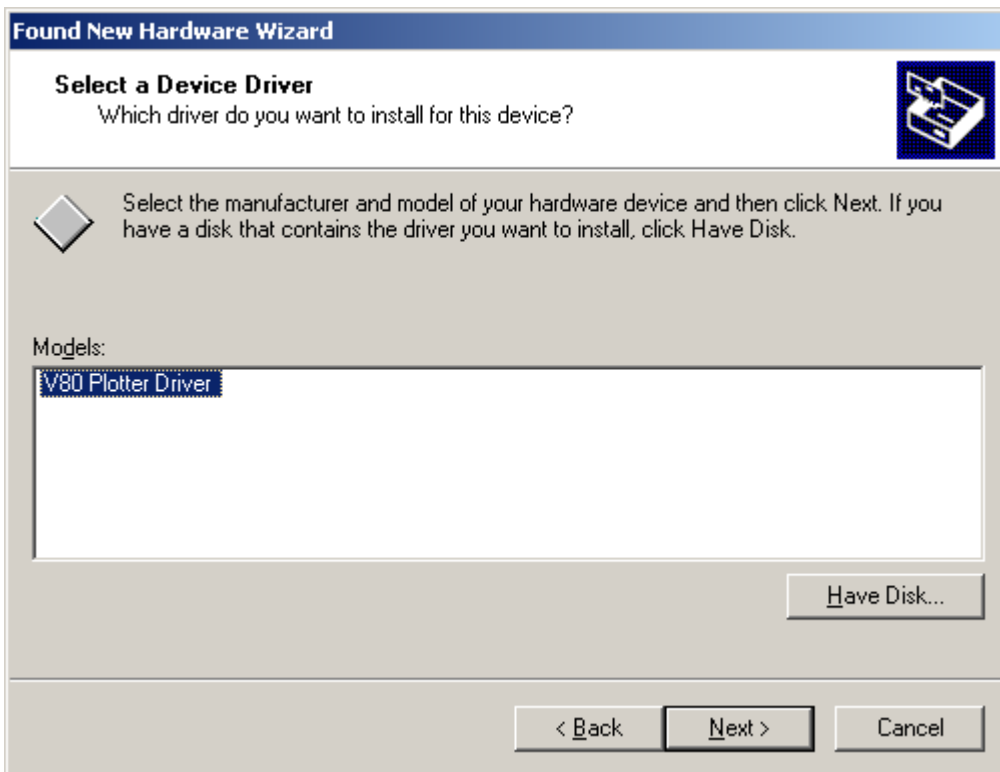 Found New Hardware Wizard
Select a Device Driver
Which driver do you want to install for this device?
Select the manufacturer and model of your hardware device and then click Next. If you
have a disk that contains the driver you want to install, click Have Disk.
Models:
V80 Plotter Driver
Have Disk...
< Back
Next >
Cancel